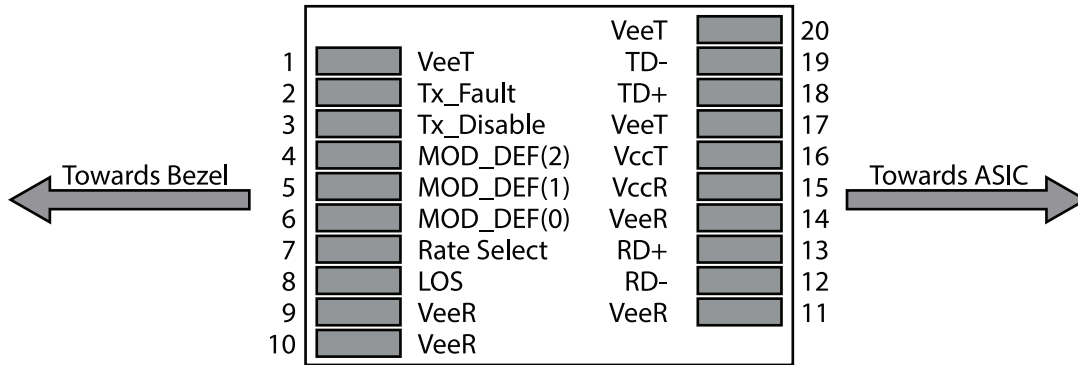 VeeT 20
1 VeeT TD- 19
2 Tx_Fault TD+ 18
3 Tx_Disable VeeT 17
4 MOD_DEF(2) VccT 16
Towards Bezel 5 MOD_DEF(1) VccR 15 Towards ASIC
6 MOD_DEF(0) VeeR 14
7 Rate Select RD+ 13
8 LOS RD- 12
9 VeeR VeeR 11
10 VeeR